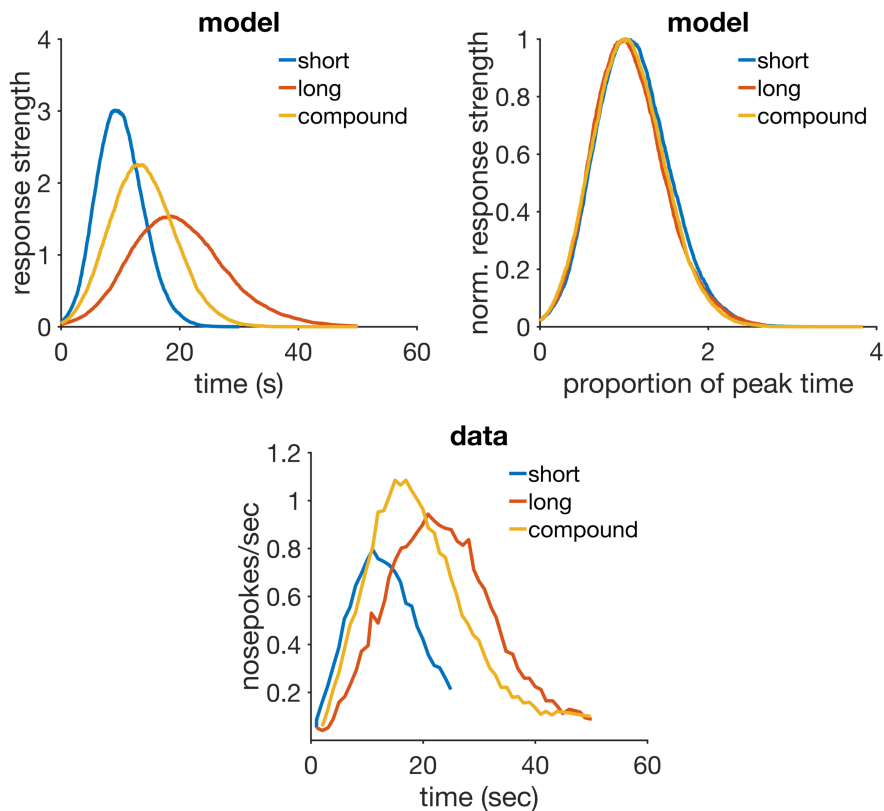 model
4
3
2
1
0
response strength
short
long
compound
0
20
40
60
time (s)
model
1
0.8
0.6
0.4
0.2
0
norm. response strength
short
long
compound
0
2
4
proportion of peak time
data
1.2
1
0.8
0.6
0.4
0.2
nosepokes/sec
short
long
compound
0
20
40
60
time (sec)